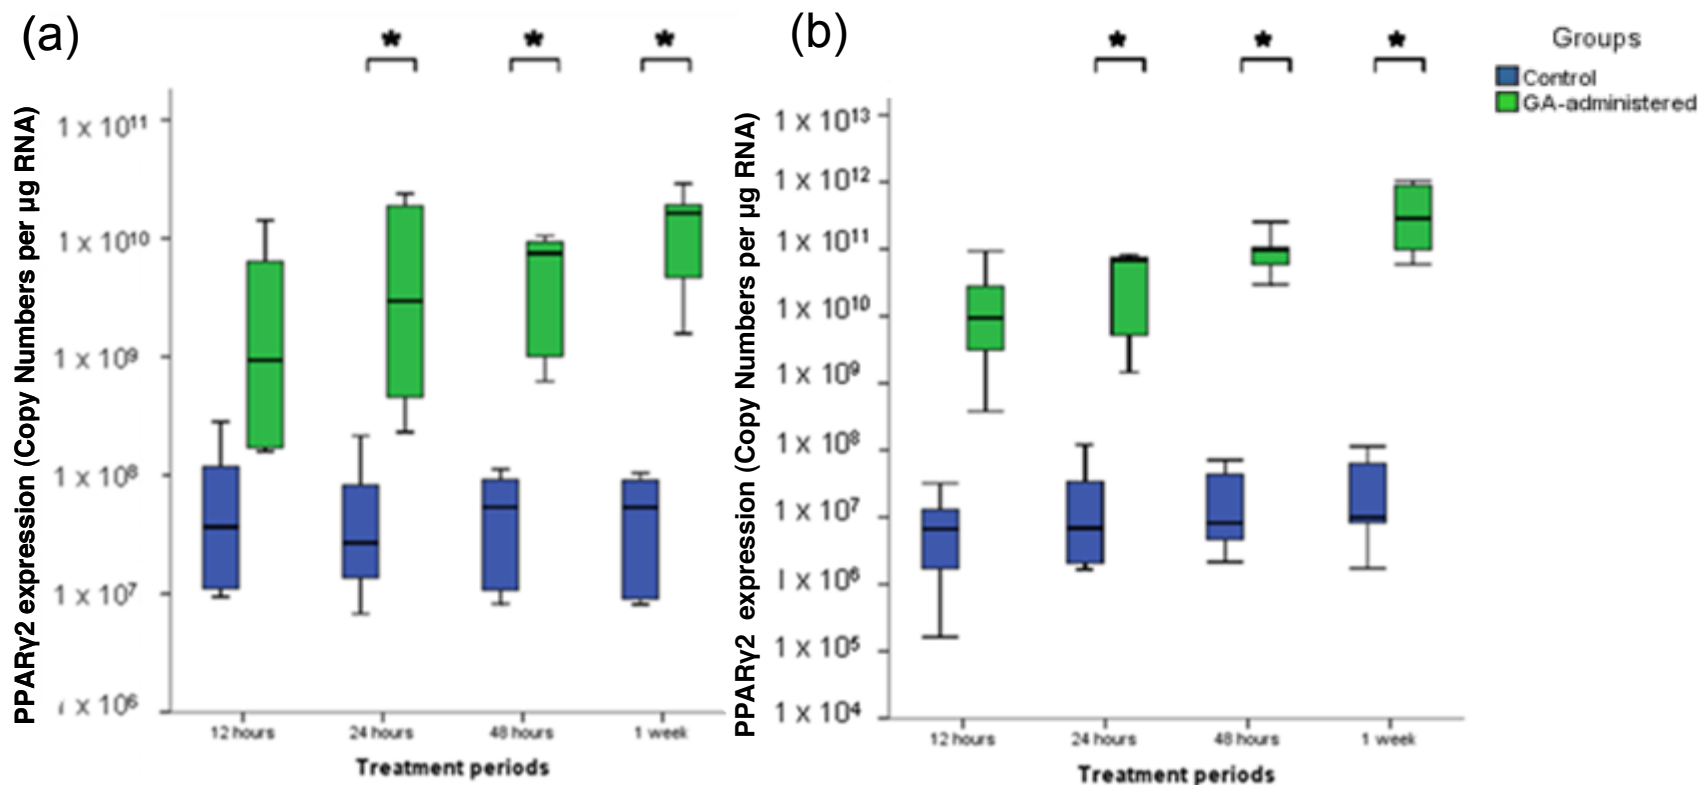 (a)
(b)
* * *
* * *
Groups
Control
GA-administered
PPARγ2 expression (Copy Numbers per µg RNA)
1 x 10¹¹
1 x 10¹⁰
1 x 10⁹
1 x 10⁸
1 x 10⁷
x 10⁶
12 hours 24 hours 48 hours 1 week
Treatment periods
PPARγ2 expression (Copy Numbers per µg RNA)
1 x 10¹³
1 x 10¹²
1 x 10¹¹
1 x 10¹⁰
1 x 10⁹
1 x 10⁸
1 x 10⁷
1 x 10⁶
1 x 10⁵
1 x 10⁴
12 hours 24 hours 48 hours 1 week
Treatment periods